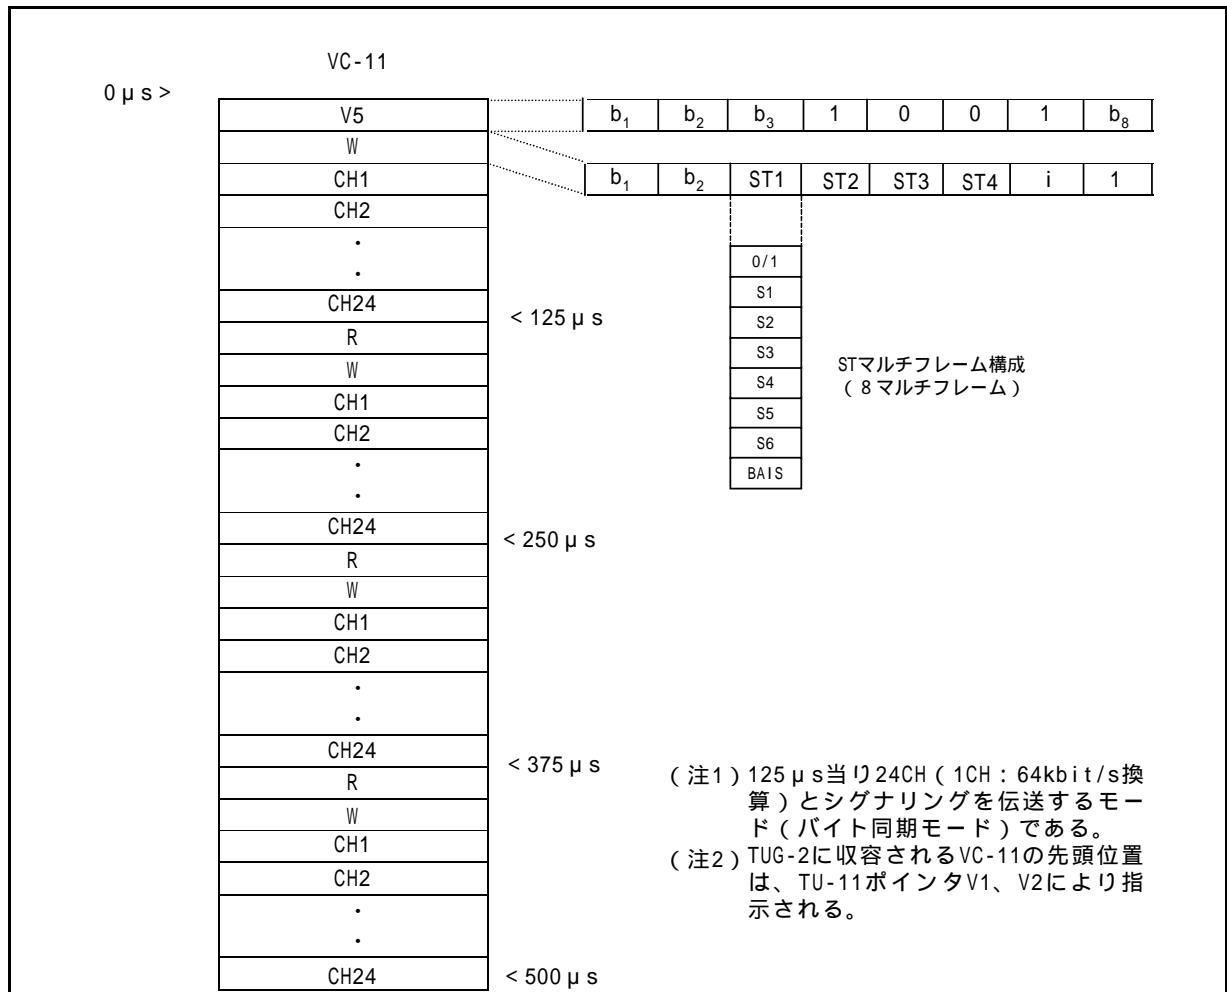 VC-11
0μs>
V5
b1 b2 b3 1 0 0 1 b8
W
CH1
b1 b2 ST1 ST2 ST3 ST4 i 1
CH2
・
・
CH24
<125μs
R
W
CH1
CH2
・
・
CH24
<250μs
R
W
CH1
CH2
・
・
CH24
<375μs
R
W
CH1
CH2
・
・
CH24
<500μs
0/1
S1
S2
S3
S4
S5
S6
BAIS
STマルチフレーム構成
(8マルチフレーム)
(注1)125μs当り24CH(1CH:64kbit/s換
算)とシグナリングを伝送するモー
ド(バイト同期モード)である。
(注2)TUG-2に収容されるVC-11の先頭位置
は、TU-11ポインタV1、V2により指
示される。